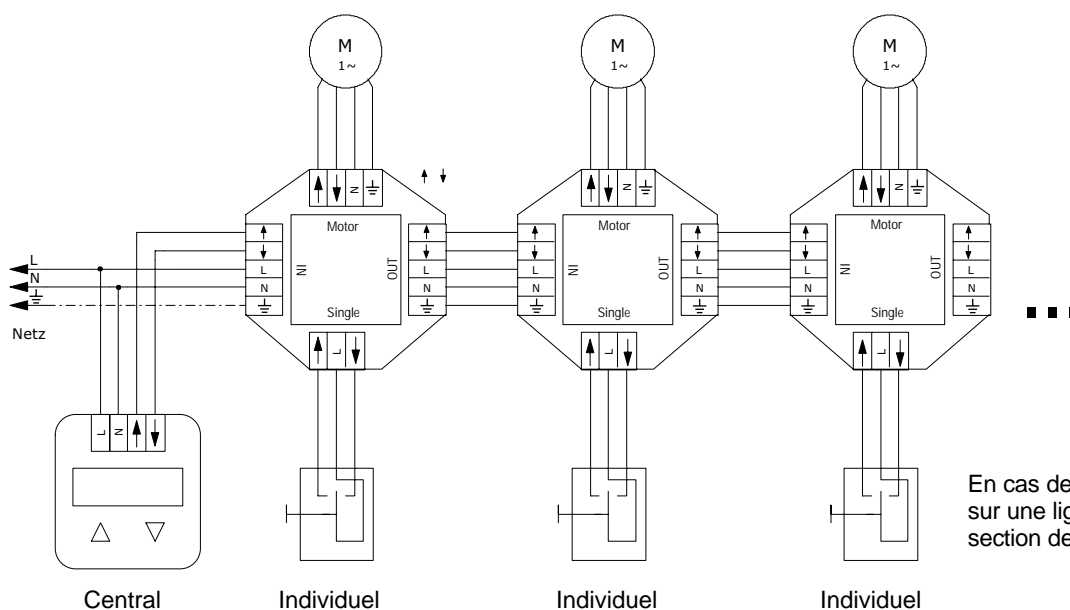 M
1~
M
1~
M
1~
N
N
N
Motor
Motor
Motor
L
N
Netz
L
N
IN
OUT
L
N
L
N
IN
OUT
L
N
L
N
IN
OUT
L
N
Single
Single
Single
L
L
L
L
N
En cas de
sur une lig
section de
Central
Individuel
Individuel
Individuel